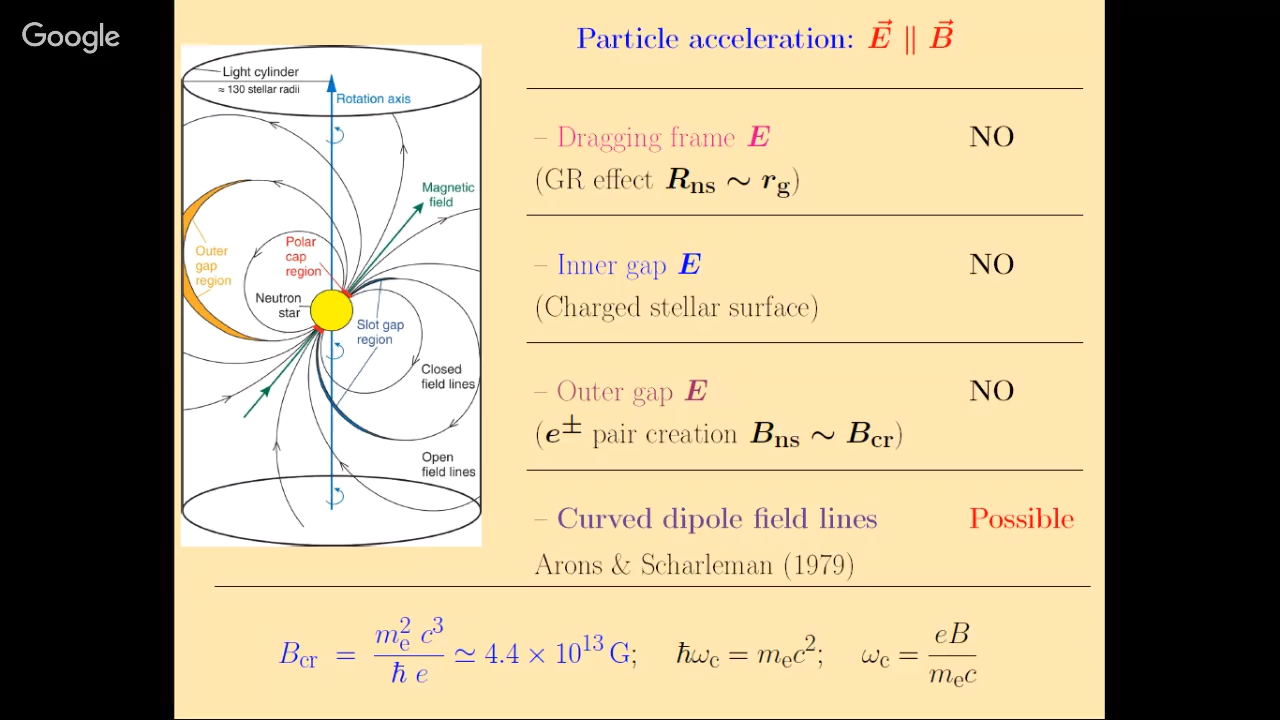 Google
Particle acceleration: E⃗ ∥ B⃗
Light cylinder
≈ 130 stellar radii
Rotation axis
Magnetic
field
Outer
gap
region
Polar
cap
region
Neutron
star
Slot gap
region
Closed
field lines
Open
field lines
– Dragging frame E NO
(GR effect R_ns ∼ r_g)
– Inner gap E NO
(Charged stellar surface)
– Outer gap E NO
(e^± pair creation B_ns ∼ B_cr)
– Curved dipole field lines Possible
Arons & Scharleman (1979)
B_cr = m_e^2 c^3 / ħ e ≃ 4.4 × 10^13 G; ħω_c = m_e c^2; ω_c = eB / m_e c